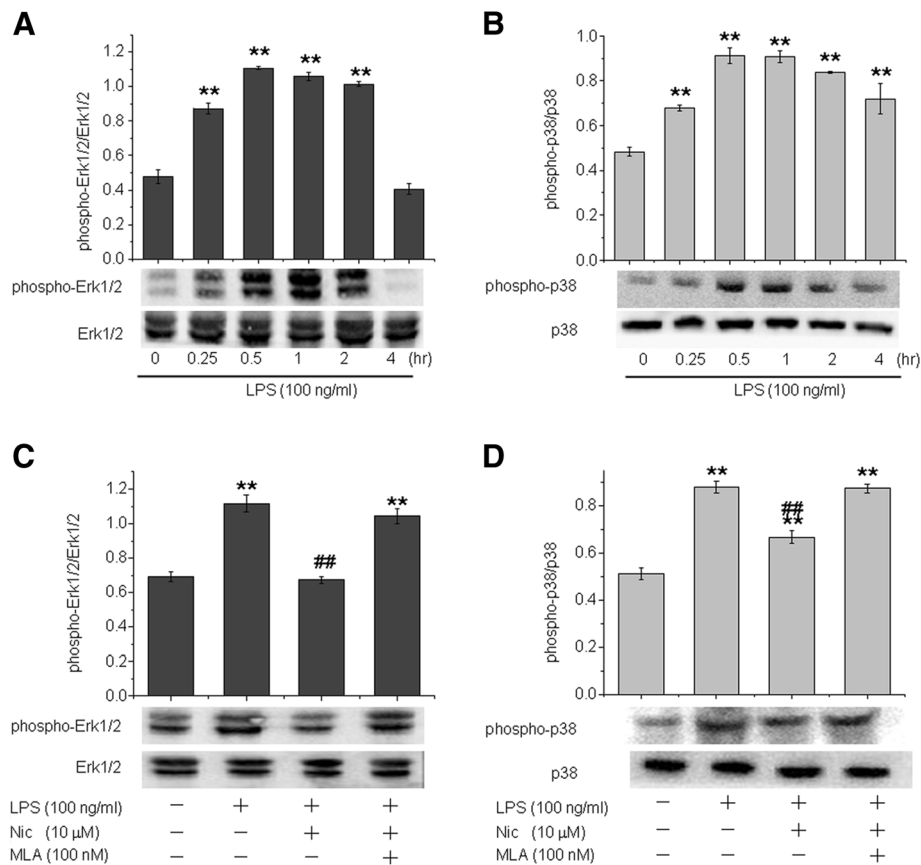 A
phospho-Erk1/2/Erk1/2
1.2
1.0
0.8
0.6
0.4
0.2
0.0
** ** ** **
phospho-Erk1/2
Erk1/2
0 0.25 0.5 1 2 4 (hr)
LPS (100 ng/ml)
B
phospho-p38/p38
1.0
0.8
0.6
0.4
0.2
0.0
** ** ** ** **
phospho-p38
p38
0 0.25 0.5 1 2 4 (hr)
LPS (100 ng/ml)
C
phospho-Erk1/2/Erk1/2
1.2
1.0
0.8
0.6
0.4
0.2
0.0
** ## **
phospho-Erk1/2
Erk1/2
LPS (100 ng/ml) − + + +
Nic (10 µM) − − + +
MLA (100 nM) − − − +
D
phospho-p38/p38
0.8
0.6
0.4
0.2
0.0
** ## ** **
phospho-p38
p38
LPS (100 ng/ml) − + + +
Nic (10 µM) − − + +
MLA (100 nM) − − − +